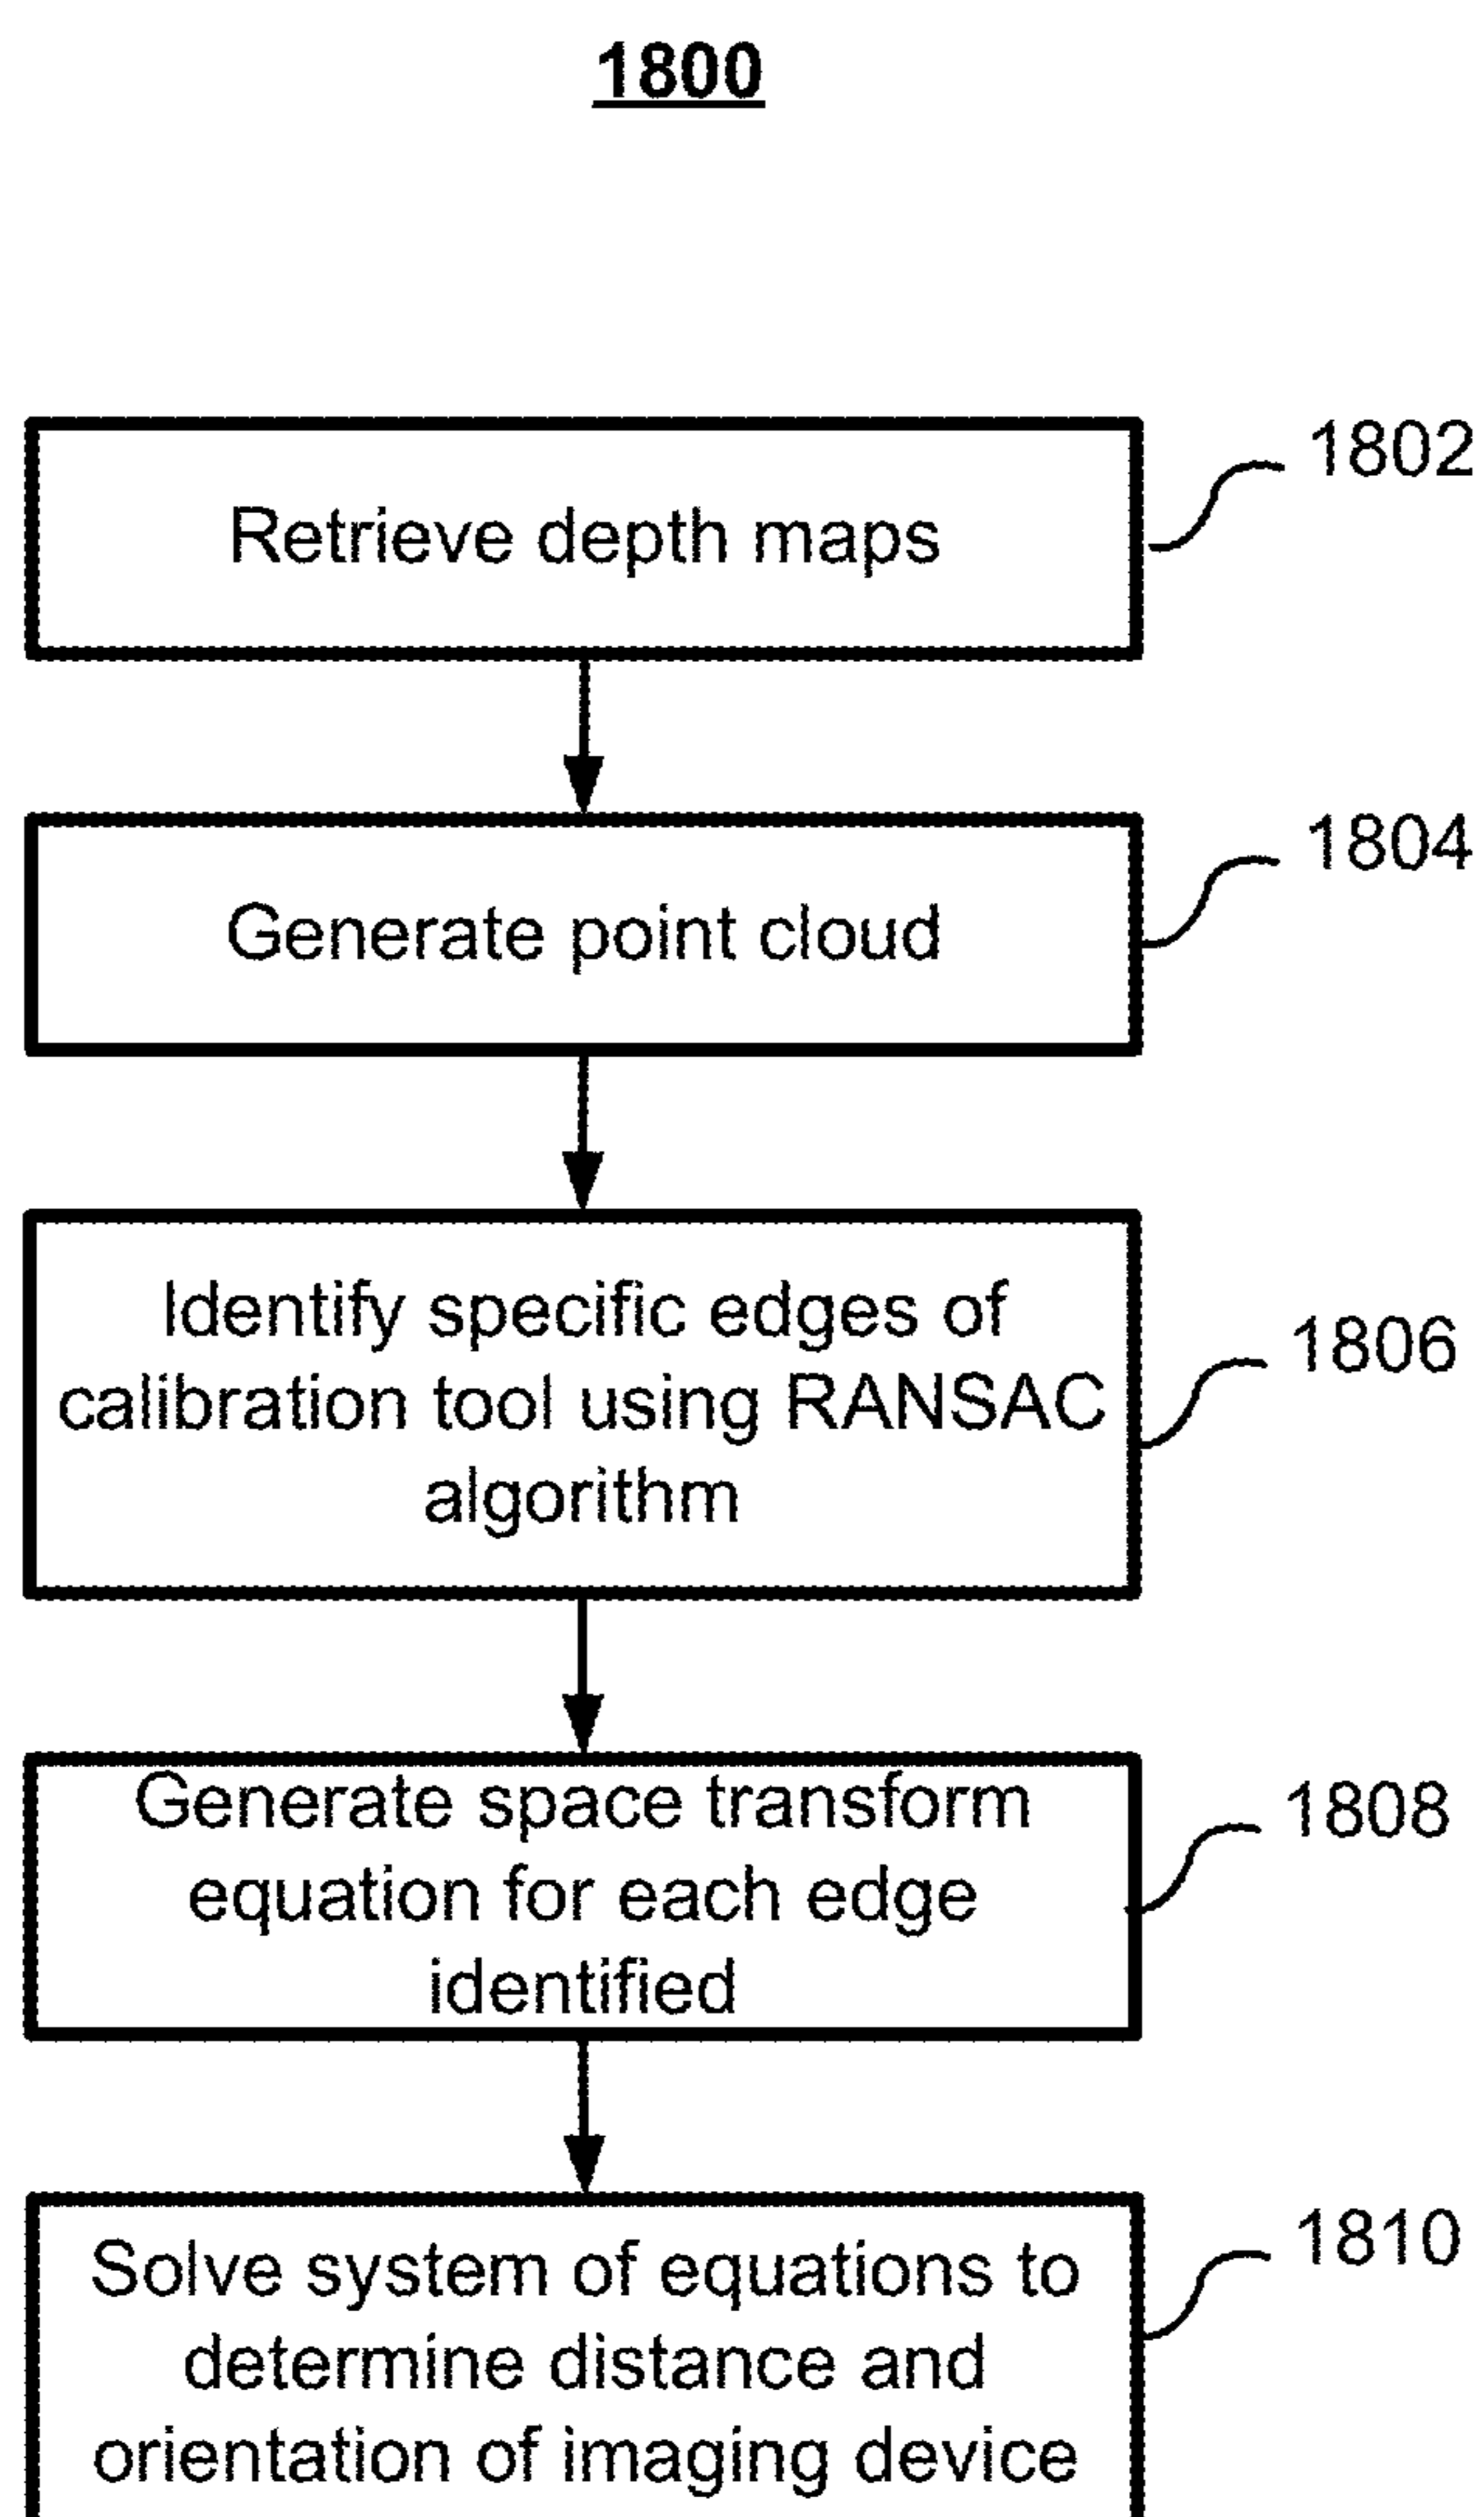 1800
Retrieve depth maps
1802
Generate point cloud
1804
Identify specific edges of
calibration tool using RANSAC
algorithm
1806
Generate space transform
equation for each edge
identified
1808
Solve system of equations to
determine distance and
orientation of imaging device
1810